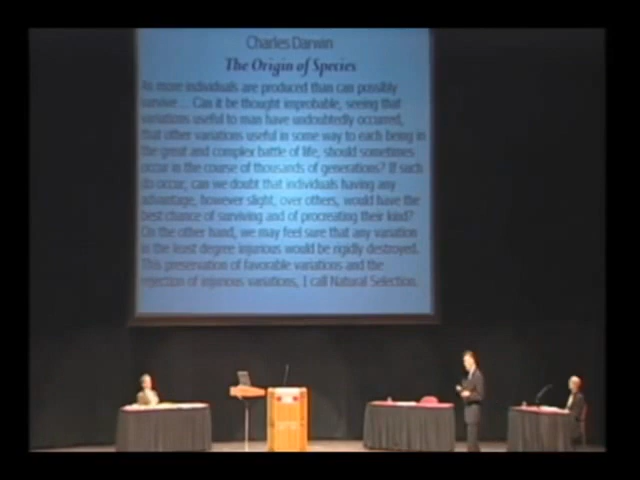 Charles Darwin
The Origin of Species
As more individuals are produced than can possibly
survive... Can it be thought improbable, seeing that
variations useful to man have undoubtedly occurred,
that other variations useful in some way to each being in
the great and complex battle of life, should sometimes
occur in the course of thousands of generations? If such
do occur, can we doubt that individuals having any
advantage, however slight, over others, would have the
best chance of surviving and of procreating their kind?
On the other hand, we may feel sure that any variation
in the least degree injurious would be rigidly destroyed.
This preservation of favorable variations and the
rejection of injurious variations, I call Natural Selection.